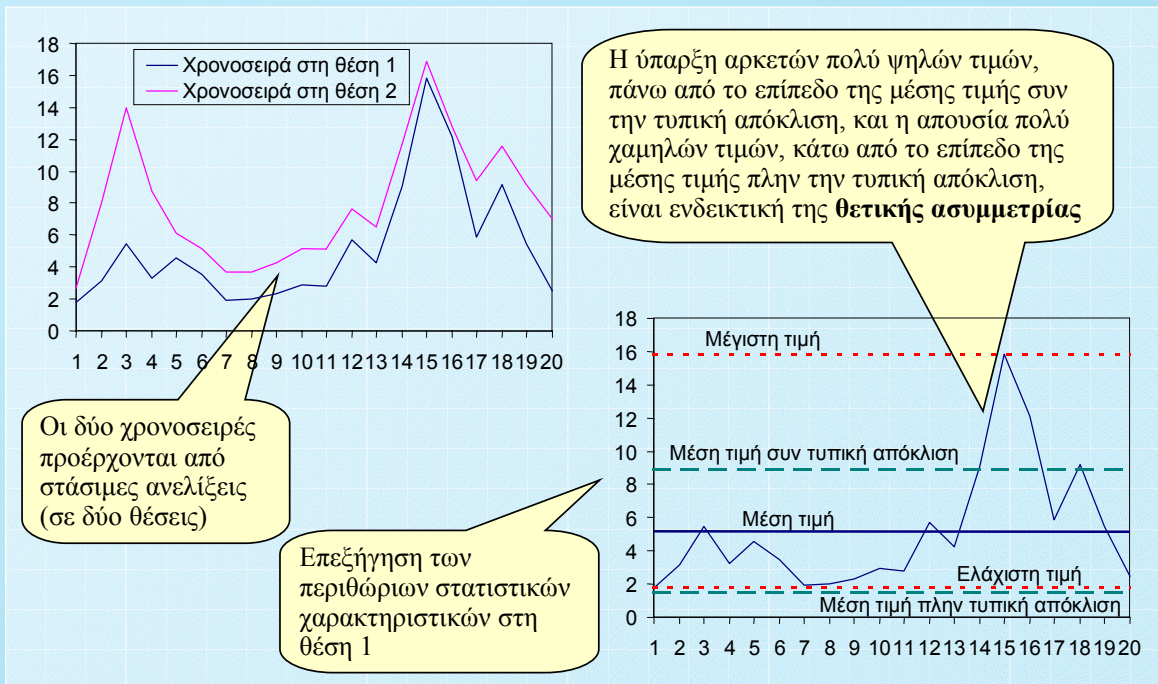 18
16
14
12
10
8
6
4
2
0
Χρονοσειρά στη θέση 1
Χρονοσειρά στη θέση 2
1 2 3 4 5 6 7 8 9 10 11 12 13 14 15 16 17 18 19 20
Η ύπαρξη αρκετών πολύ ψηλών τιμών,
πάνω από το επίπεδο της μέσης τιμής συν
την τυπική απόκλιση, και η απουσία πολύ
χαμηλών τιμών, κάτω από το επίπεδο της
μέσης τιμής πλην την τυπική απόκλιση,
είναι ενδεικτική της θετικής ασυμμετρίας
Οι δύο χρονοσειρές
προέρχονται από
στάσιμες ανελίξεις
(σε δύο θέσεις)
Επεξήγηση των
περιθώριων στατιστικών
χαρακτηριστικών στη
θέση 1
18
16
14
12
10
8
6
4
2
0
Μέγιστη τιμή
Μέση τιμή συν τυπική απόκλιση
Μέση τιμή
Ελάχιστη τιμή
Μέση τιμή πλην τυπική απόκλιση
1 2 3 4 5 6 7 8 9 10 11 12 13 14 15 16 17 18 19 20